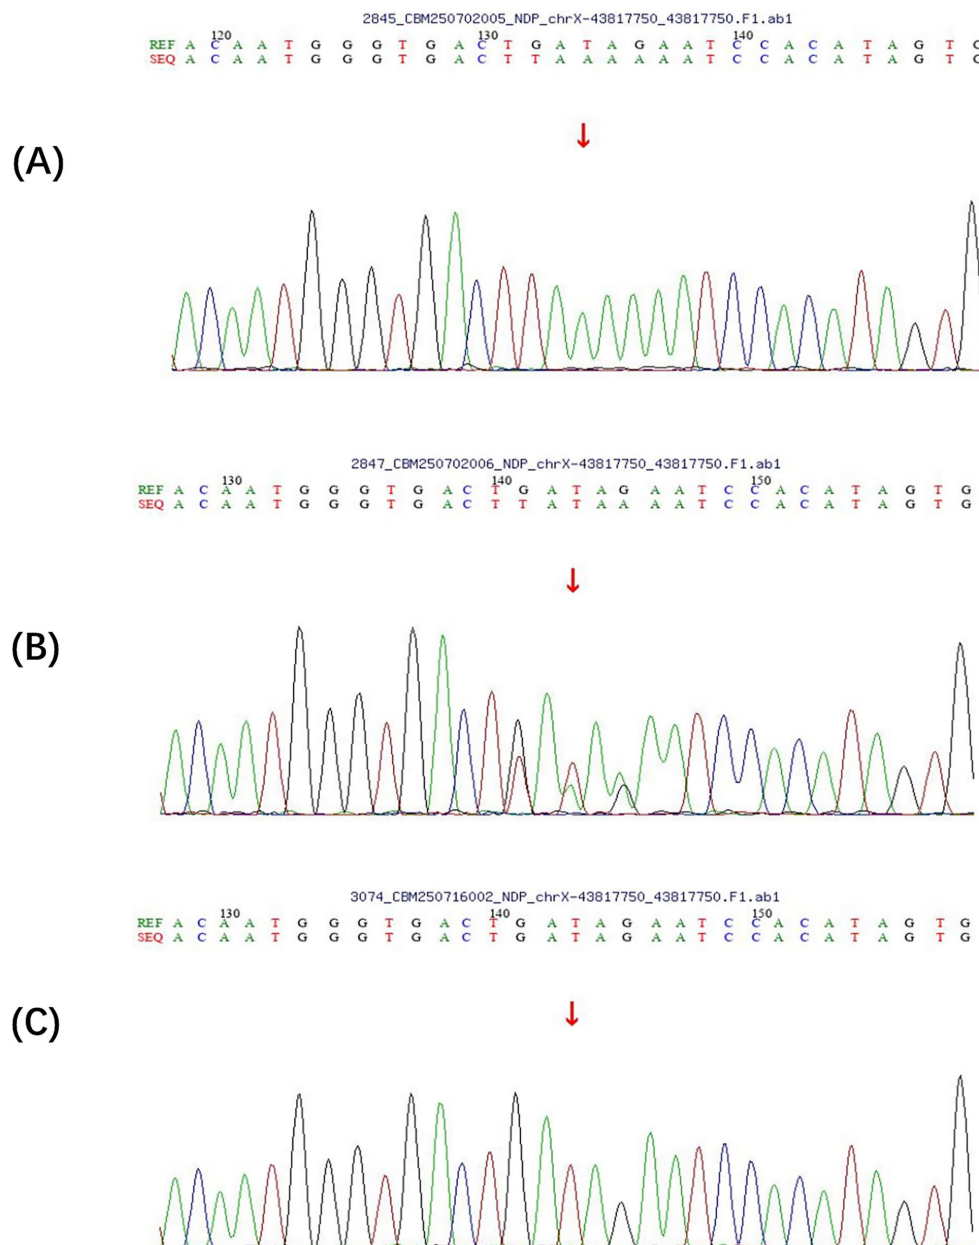 2845_CBM250702005_NDP_chrX-43817750_43817750.F1.ab1
120 130 140
REF A C A A T G G G T G A C T G A T A G A A T C C A C A T A G T
SEQ A C A A T G G G T G A C T T A A A A A A T C C A C A T A G T
(A)
2847_CBM250702006_NDP_chrX-43817750_43817750.F1.ab1
130 140 150
REF A C A A T G G G T G A C T G A T A G A A T C C A C A T A G T G
SEQ A C A A T G G G T G A C T T A T A A A A T C C A C A T A G T G
(B)
3074_CBM250716002_NDP_chrX-43817750_43817750.F1.ab1
130 140 150
REF A C A A T G G G T G A C T G A T A G A A T C C A C A T A G T G
SEQ A C A A T G G G T G A C T G A T A G A A T C C A C A T A G T G
(C)